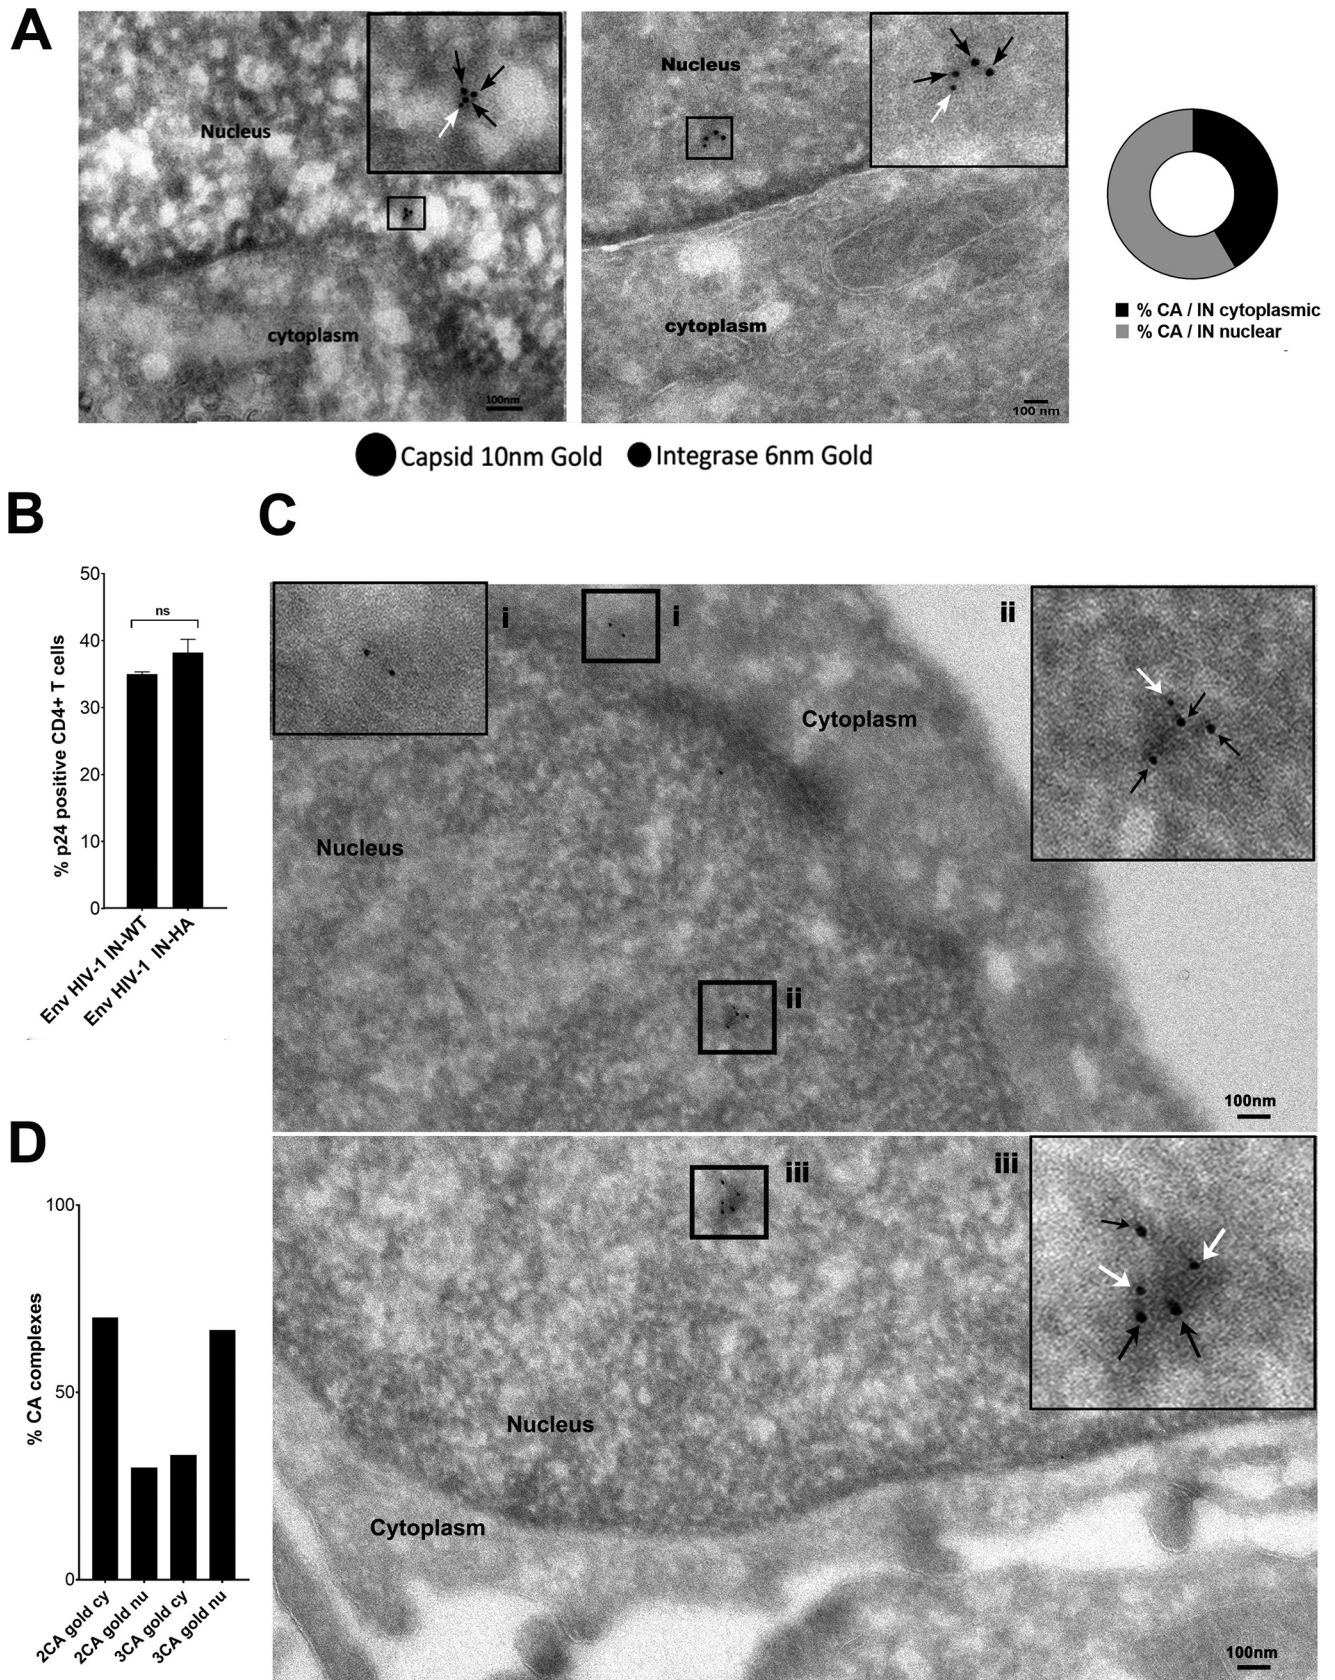 A
Nucleus
cytoplasm
100nm
Nucleus
cytoplasm
100 nm
% CA / IN cytoplasmic
% CA / IN nuclear
Capsid 10nm Gold
Integrase 6nm Gold
B
50
40
30
20
10
0
% p24 positive CD4+ T cells
ns
Env HIV-1 IN-WT
Env HIV-1 IN-HA
C
i
i
ii
Cytoplasm
Nucleus
ii
100nm
iii
iii
Nucleus
Cytoplasm
100nm
D
100
50
0
% CA complexes
2CA gold cy
2CA gold nu
3CA gold cy
3CA gold nu